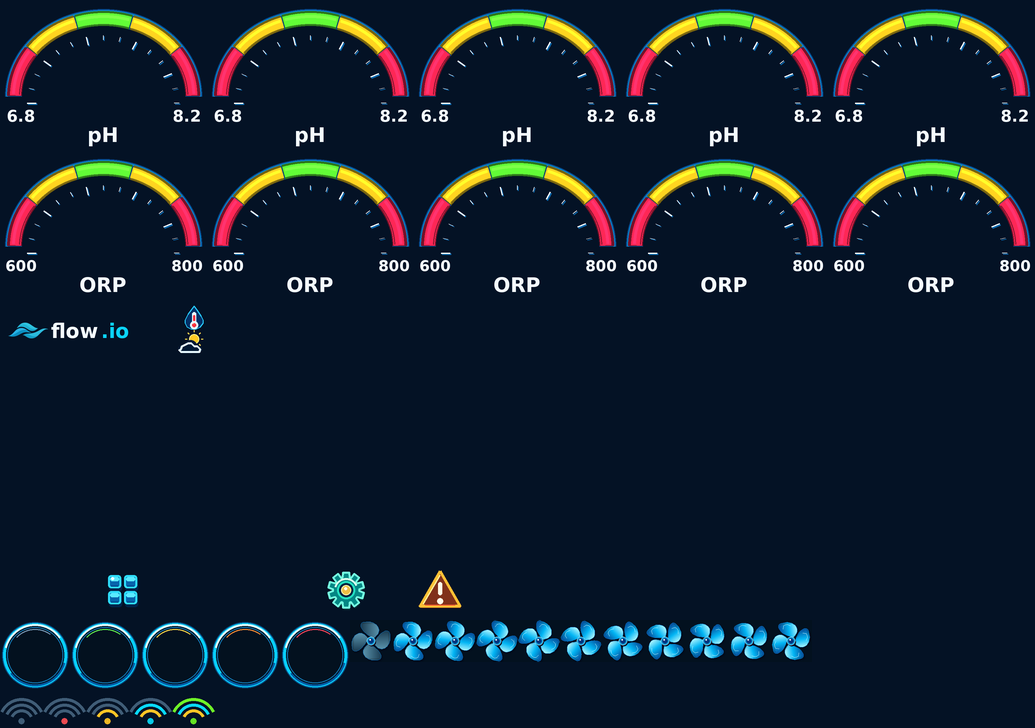 6.8 8.2 6.8 8.2 6.8 8.2 6.8 8.2 6.8 8.2
pH pH pH pH pH
600 800 600 800 600 800 600 800 600 800
ORP ORP ORP ORP ORP
flow.io